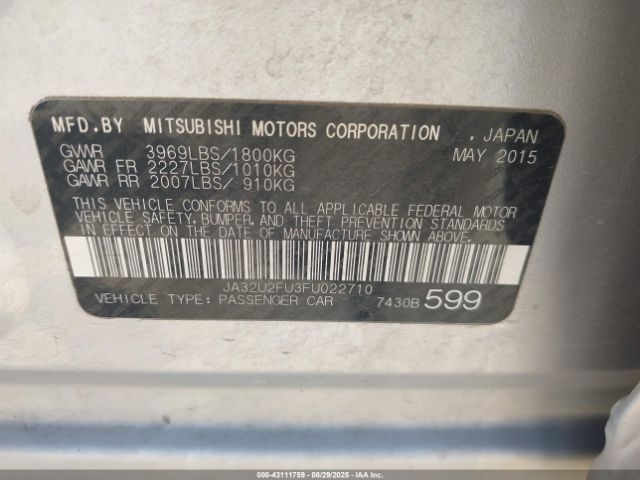 MFD.BY MITSUBISHI MOTORS CORPORATION , JAPAN
GVWR 3969LBS/1800KG MAY 2015
GAWR FR 2227LBS/1010KG
GAWR RR 2007LBS/ 910KG
THIS VEHICLE CONFORMS TO ALL APPLICABLE FEDERAL MOTOR
VEHICLE SAFETY, BUMPER, AND THEFT PREVENTION STANDARDS
IN EFFECT ON THE DATE OF MANUFACTURE SHOWN ABOVE.
JA32U2FU3FU022710
VEHICLE TYPE: PASSENGER CAR 7430B 599
000-43111759 - 08/29/2025 - IAAI.com